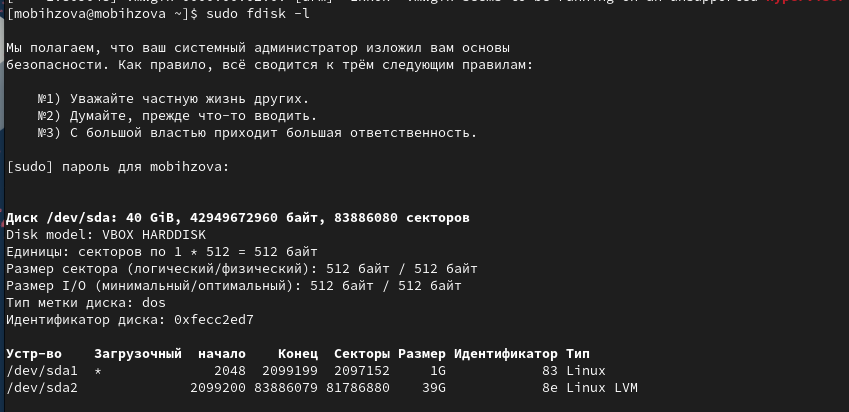 [mobihzova@mobihzova ~]$ sudo fdisk -l
Мы полагаем, что ваш системный администратор изложил вам основы
безопасности. Как правило, всё сводится к трём следующим правилам:
№1) Уважайте частную жизнь других.
№2) Думайте, прежде что-то вводить.
№3) С большой властью приходит большая ответственность.
[sudo] пароль для mobihzova:
Диск /dev/sda: 40 GiB, 42949672960 байт, 83886080 секторов
Disk model: VBOX HARDDISK
Единицы: секторов по 1 * 512 = 512 байт
Размер сектора (логический/физический): 512 байт / 512 байт
Размер I/O (минимальный/оптимальный): 512 байт / 512 байт
Тип метки диска: dos
Идентификатор диска: 0xfecc2ed7
Устр-во Загрузочный начало Конец Секторы Размер Идентификатор Тип
/dev/sda1 * 2048 2099199 2097152 1G 83 Linux
/dev/sda2 2099200 83886079 81786880 39G 8e Linux LVM